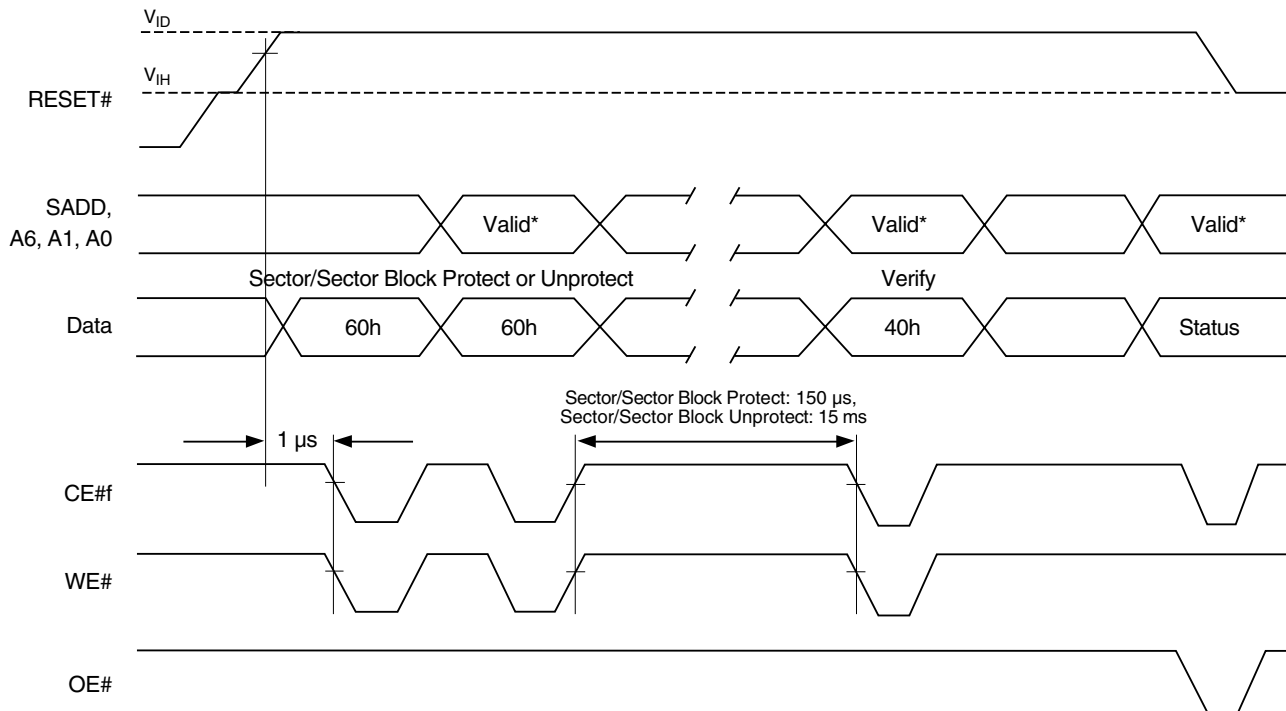 VID
VIH
RESET#
SADD,
A6, A1, A0
Valid*
Valid*
Valid*
Sector/Sector Block Protect or Unprotect
Verify
Data
60h
60h
40h
Status
Sector/Sector Block Protect: 150 µs,
Sector/Sector Block Unprotect: 15 ms
1 µs
CE#f
WE#
OE#